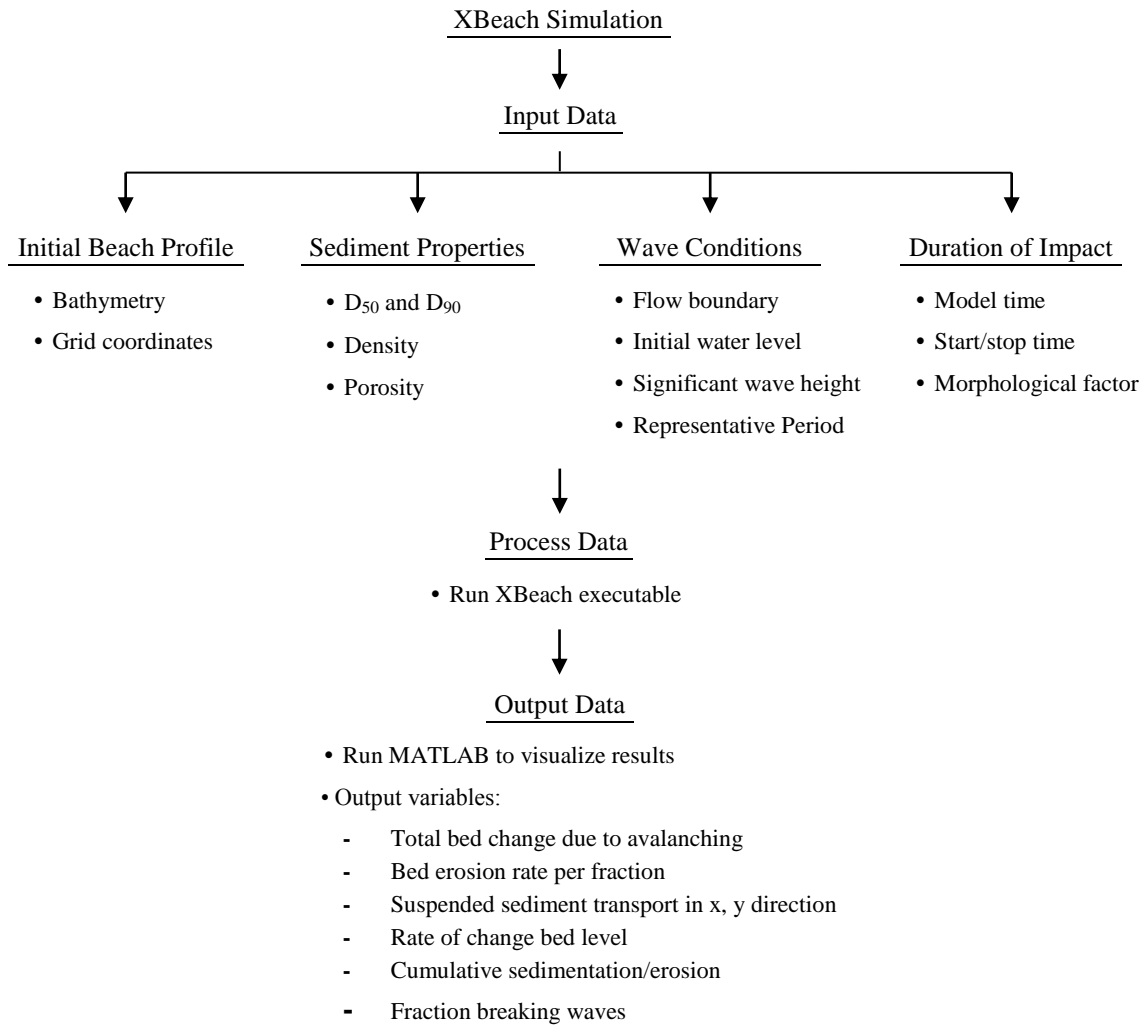 XBeach Simulation
Input Data
Initial Beach Profile
• Bathymetry
• Grid coordinates
Sediment Properties
• D₅₀ and D₉₀
• Density
• Porosity
Wave Conditions
• Flow boundary
• Initial water level
• Significant wave height
• Representative Period
Duration of Impact
• Model time
• Start/stop time
• Morphological factor
Process Data
• Run XBeach executable
Output Data
• Run MATLAB to visualize results
• Output variables:
- Total bed change due to avalanching
- Bed erosion rate per fraction
- Suspended sediment transport in x, y direction
- Rate of change bed level
- Cumulative sedimentation/erosion
- Fraction breaking waves